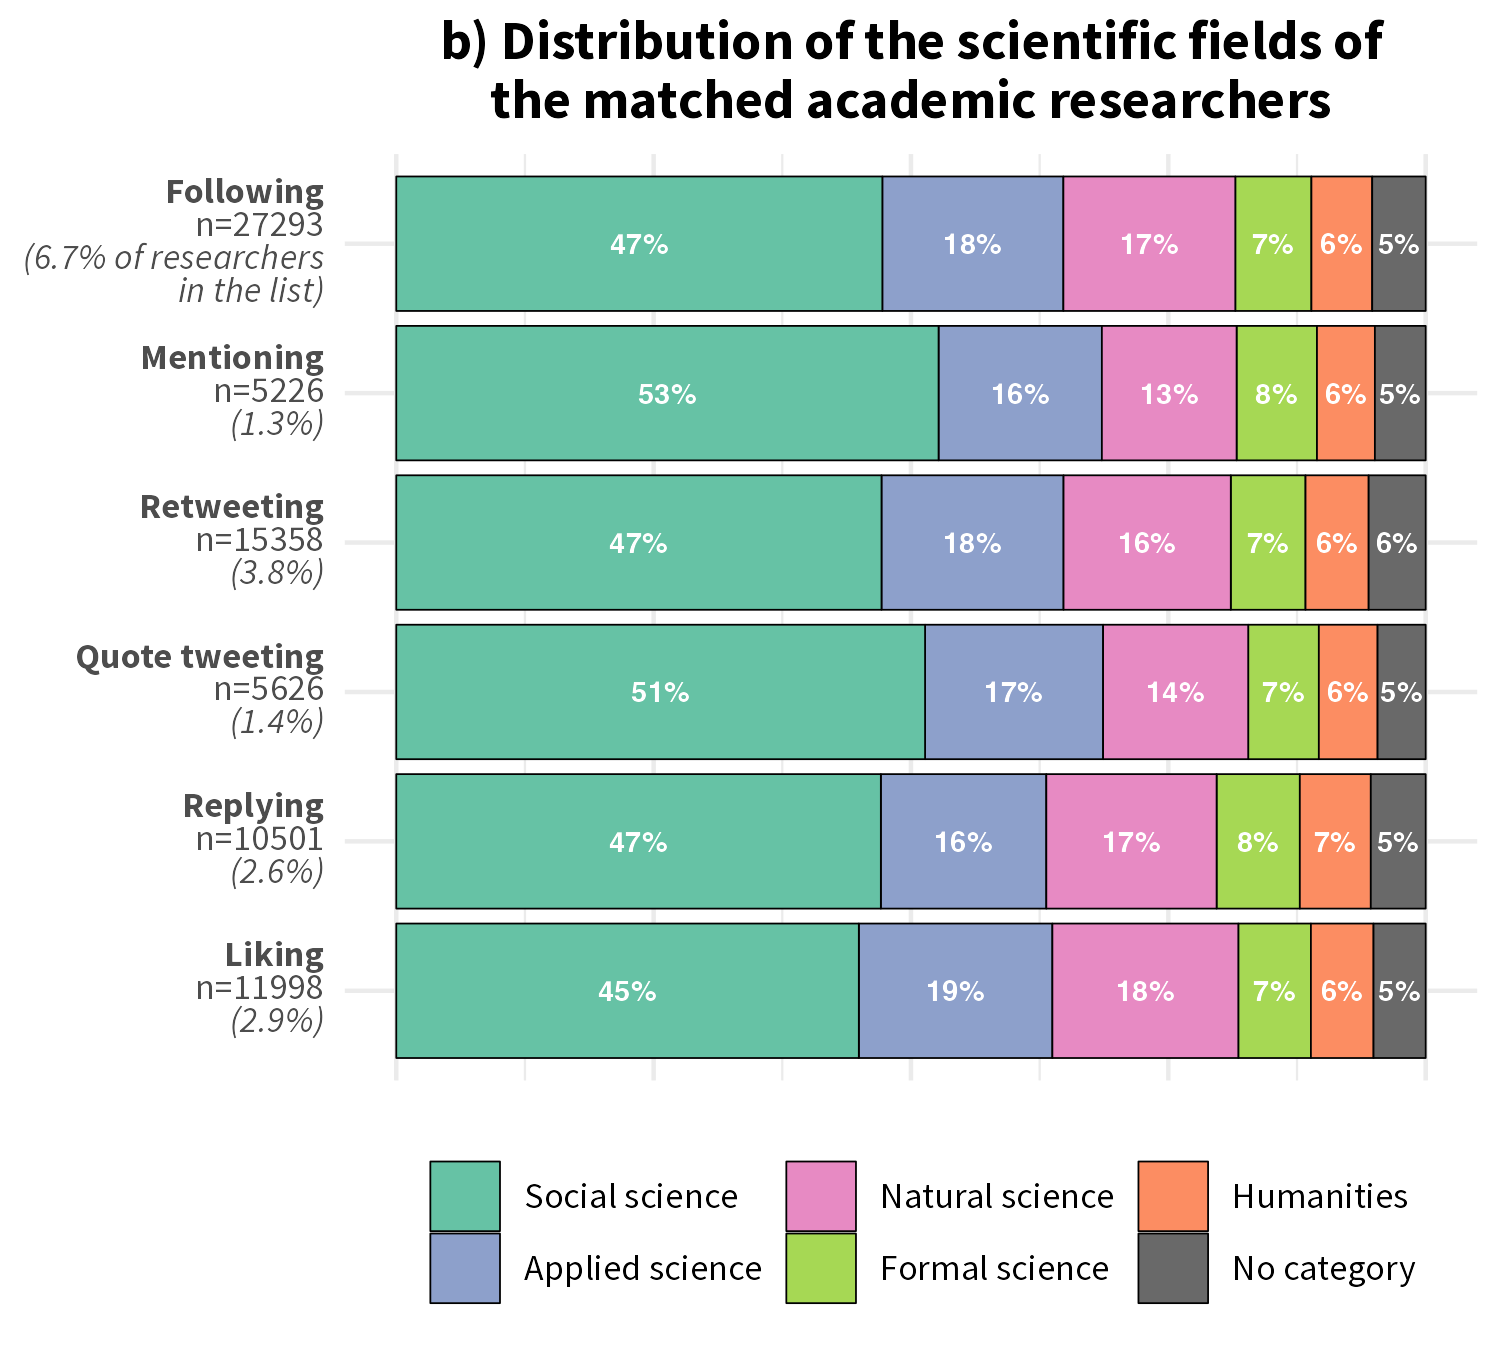 b) Distribution of the scientific fields of
the matched academic researchers
Following
n=27293
(6.7% of researchers
in the list)
47% 18% 17% 7% 6% 5%
Mentioning
n=5226
(1.3%)
53% 16% 13% 8% 6% 5%
Retweeting
n=15358
(3.8%)
47% 18% 16% 7% 6% 6%
Quote tweeting
n=5626
(1.4%)
51% 17% 14% 7% 6% 5%
Replying
n=10501
(2.6%)
47% 16% 17% 8% 7% 5%
Liking
n=11998
(2.9%)
45% 19% 18% 7% 6% 5%
Social science Natural science Humanities
Applied science Formal science No category